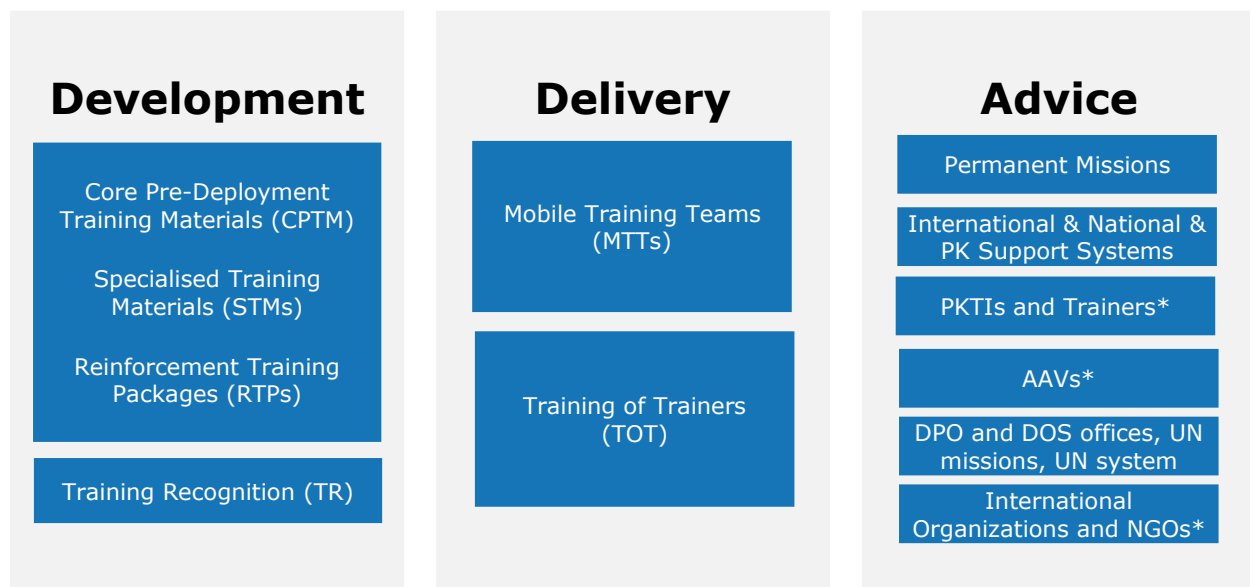 Development
Core Pre-Deployment
Training Materials (CPTM)
Specialised Training
Materials (STMs)
Reinforcement Training
Packages (RTPs)
Training Recognition (TR)
Delivery
Mobile Training Teams
(MTTs)
Training of Trainers
(TOT)
Advice
Permanent Missions
International & National &
PK Support Systems
PKTIs and Trainers*
AAVs*
DPO and DOS offices, UN
missions, UN system
International
Organizations and NGOs*